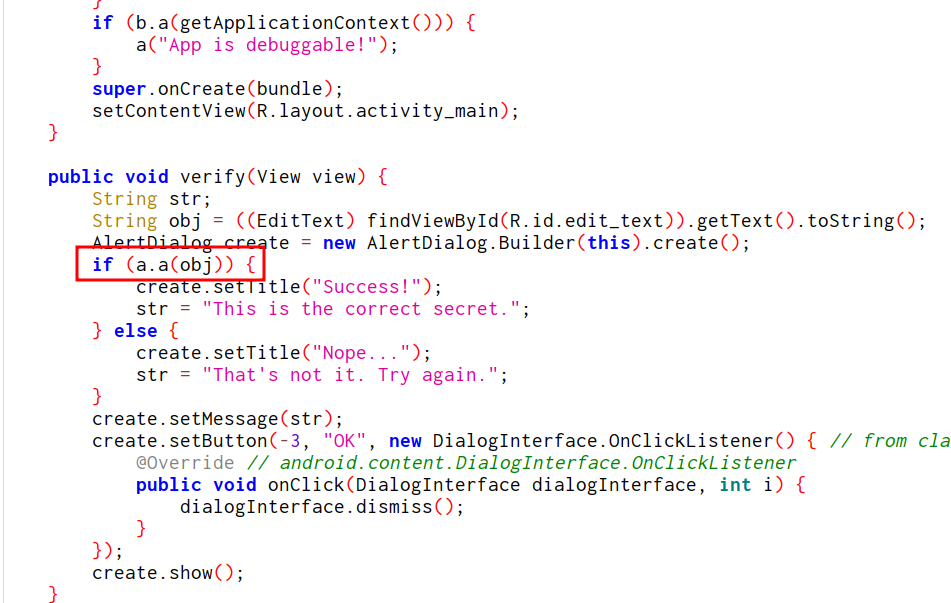 }
if (b.a(getApplicationContext())) {
a("App is debuggable!");
}
super.onCreate(bundle);
setContentView(R.layout.activity_main);
}
public void verify(View view) {
String str;
String obj = ((EditText) findViewById(R.id.edit_text)).getText().toString();
AlertDialog create = new AlertDialog.Builder(this).create();
if (a.a(obj)) {
create.setTitle("Success!");
str = "This is the correct secret.";
} else {
create.setTitle("Nope...");
str = "That's not it. Try again.";
}
create.setMessage(str);
create.setButton(-3, "OK", new DialogInterface.OnClickListener() { // from cla
@Override // android.content.DialogInterface.OnClickListener
public void onClick(DialogInterface dialogInterface, int i) {
dialogInterface.dismiss();
}
});
create.show();
}